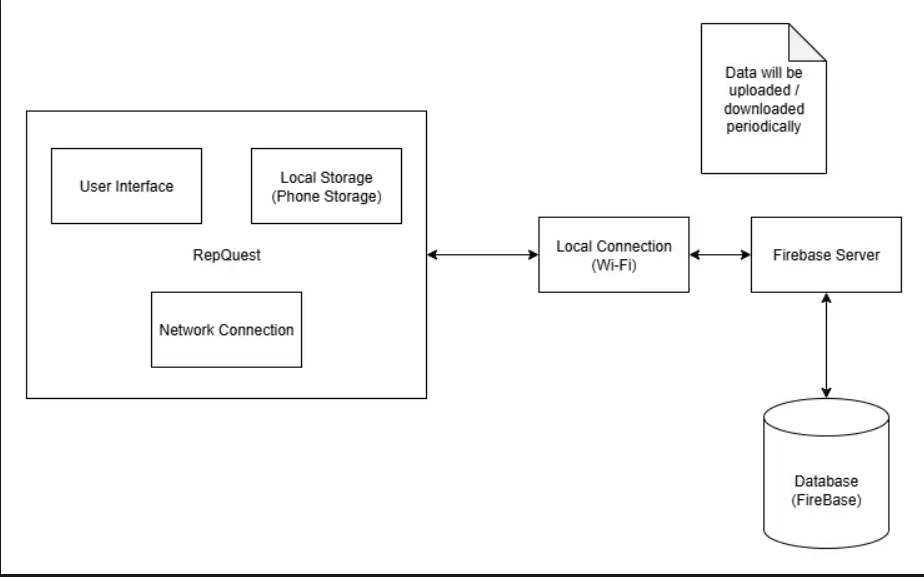 Data will be
uploaded /
downloaded
periodically
User Interface
Local Storage
(Phone Storage)
RepQuest
Network Connection
Local Connection
(Wi-Fi)
Firebase Server
Database
(FireBase)